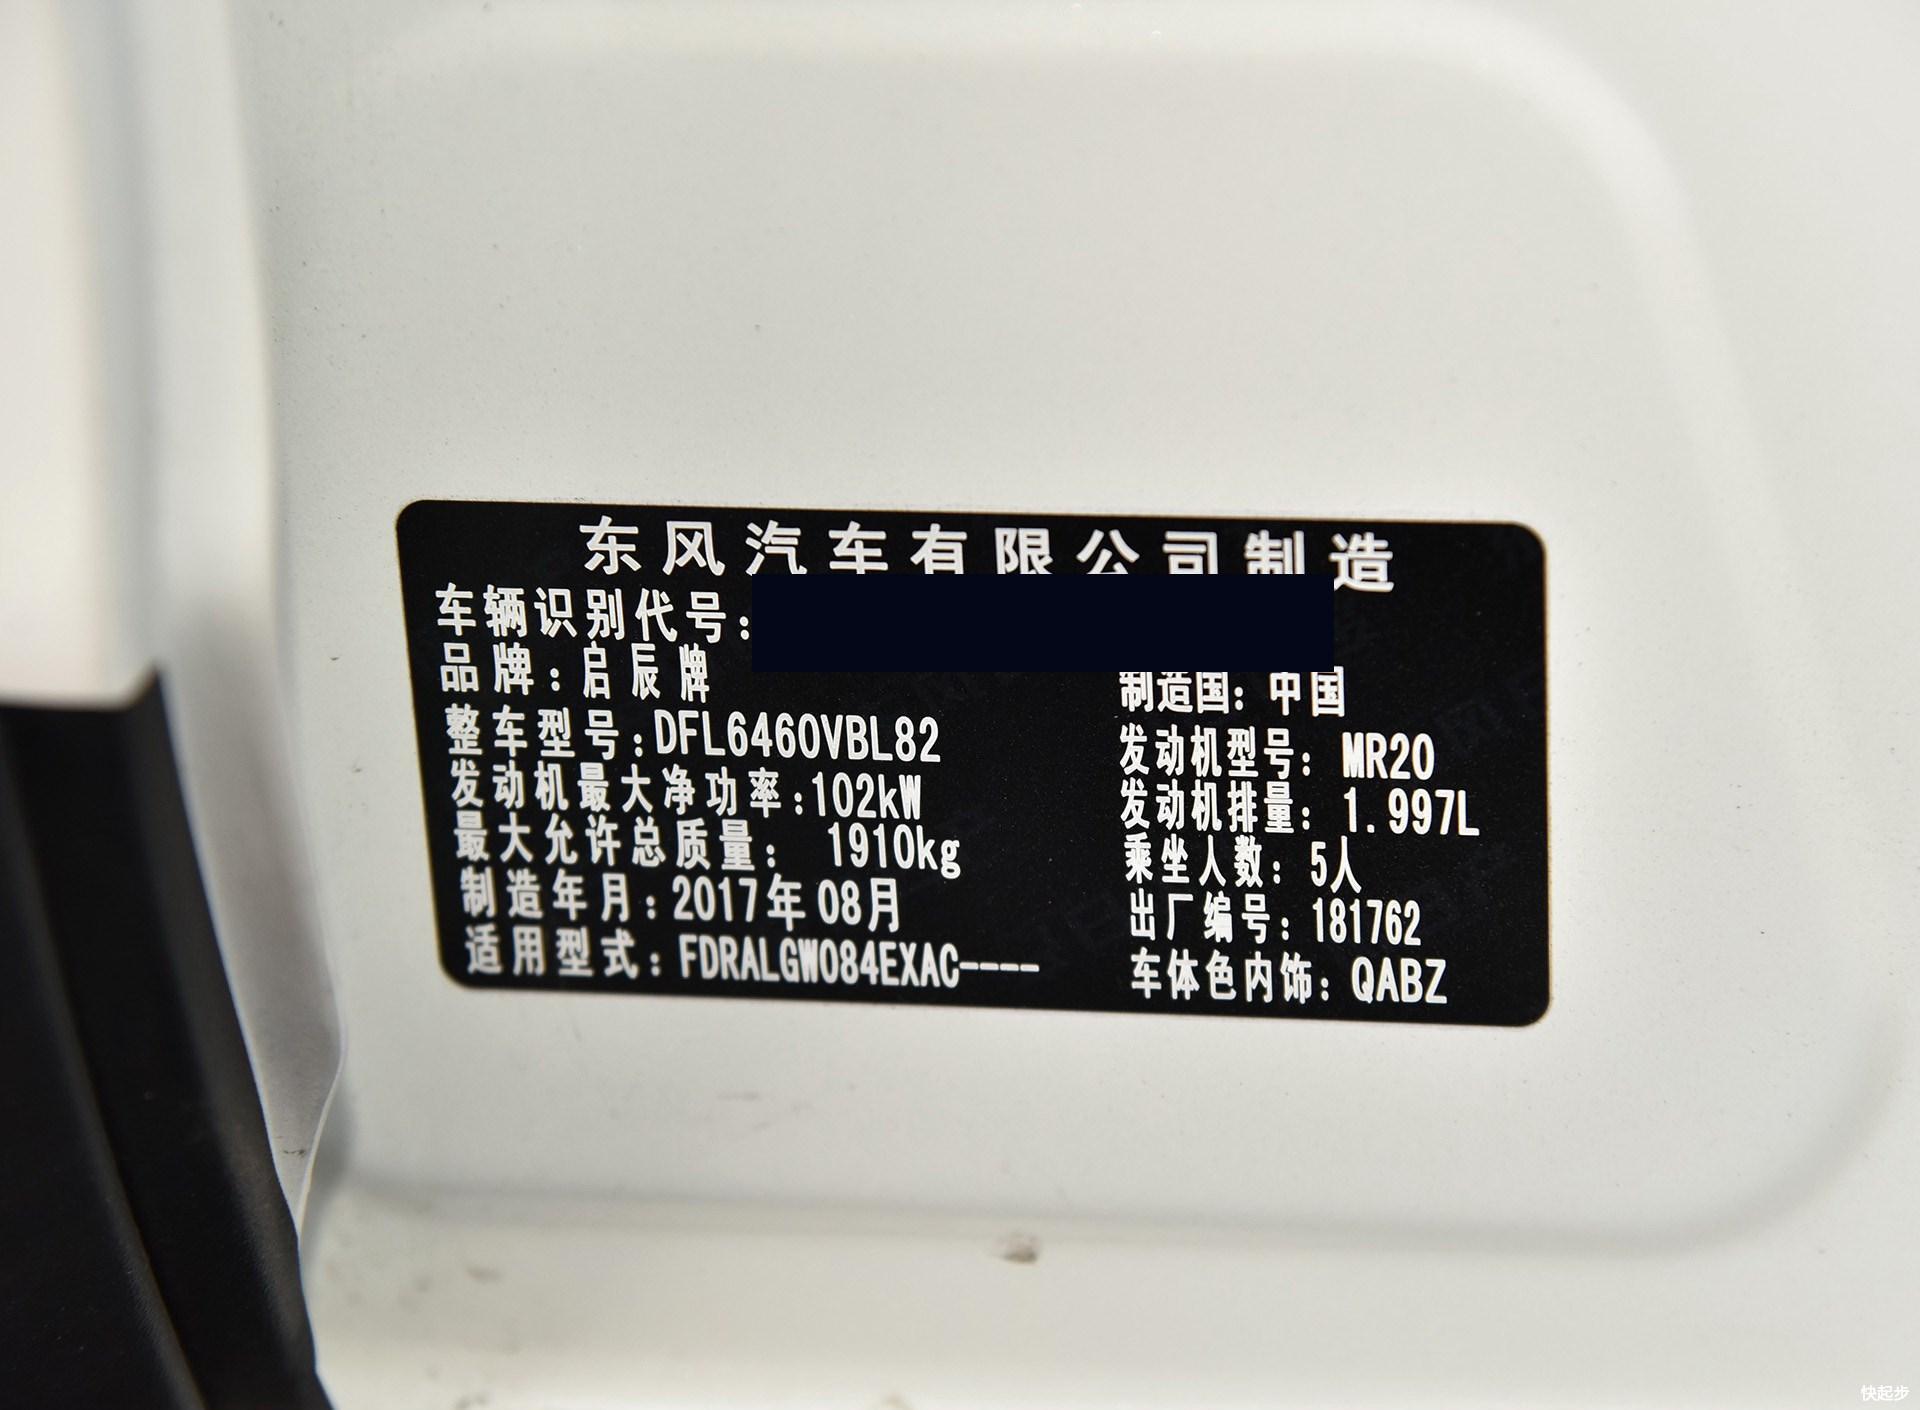 东风汽车有限公司制造
车辆识别代号:
品牌:启辰牌 制造国:中国
整车型号:DFL6460VBL82 发动机型号: MR20
发动机最大净功率:102kW 发动机排量: 1.997L
最大允许总质量: 1910kg 乘坐人数: 5人
制造年月:2017年08月 出厂编号: 181762
适用型式: FDRALGW084EXAC---- 车体色内饰: QABZ
快起步